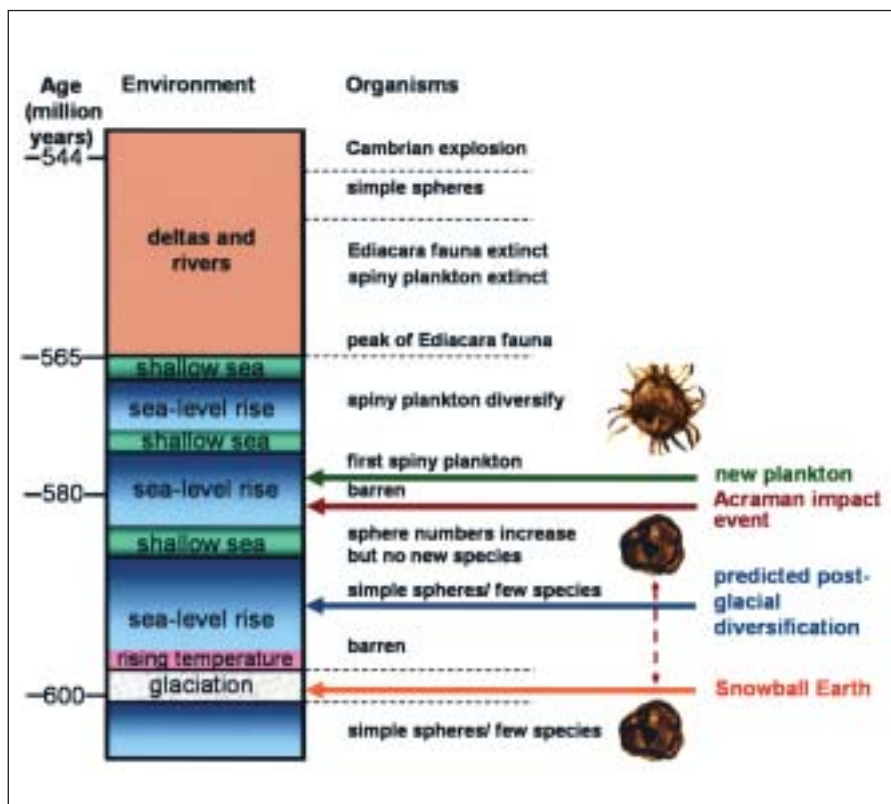 Age
(million
years)
Environment
Organisms
544
Cambrian explosion
simple spheres
deltas and
rivers
Ediacara fauna extinct
spiny plankton extinct
peak of Ediacara fauna
565
shallow sea
sea-level rise
spiny plankton diversify
shallow sea
first spiny plankton
new plankton
sea-level rise
580
barren
Acraman impact
event
shallow sea
sphere numbers increase
but no new species
simple spheres/ few species
predicted post-
glacial
diversification
sea-level rise
rising temperature
barren
glaciation
600
Snowball Earth
simple spheres/ few species